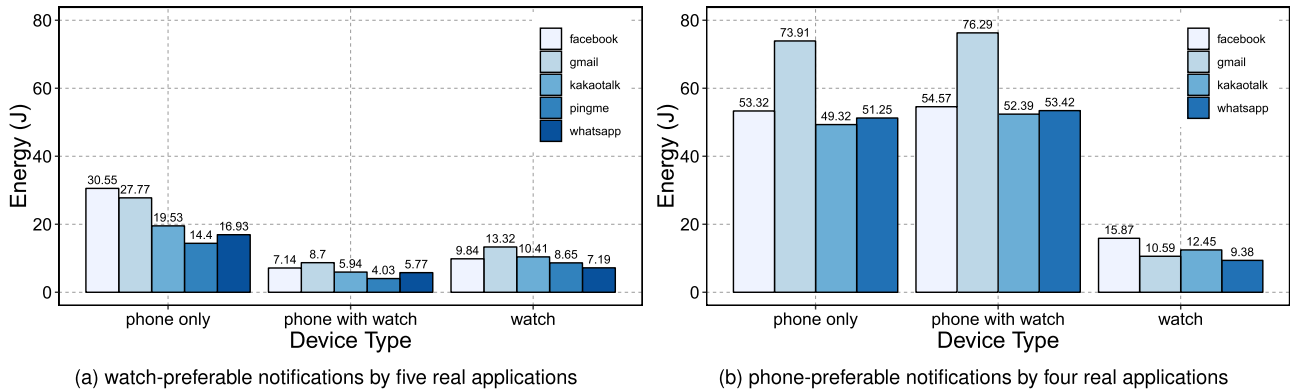 80
60
40
20
0
Energy (J)
30.55
27.77
19.53
14.4
16.93
7.14
8.7
5.94
4.03
5.77
9.84
13.32
10.41
8.65
7.19
facebook
gmail
kakaotalk
pingme
whatsapp
phone only
phone with watch
watch
Device Type
(a) watch-preferable notifications by five real applications
80
60
40
20
0
Energy (J)
53.32
73.91
49.32
51.25
54.57
76.29
52.39
53.42
15.87
10.59
12.45
9.38
facebook
gmail
kakaotalk
whatsapp
phone only
phone with watch
watch
Device Type
(b) phone-preferable notifications by four real applications